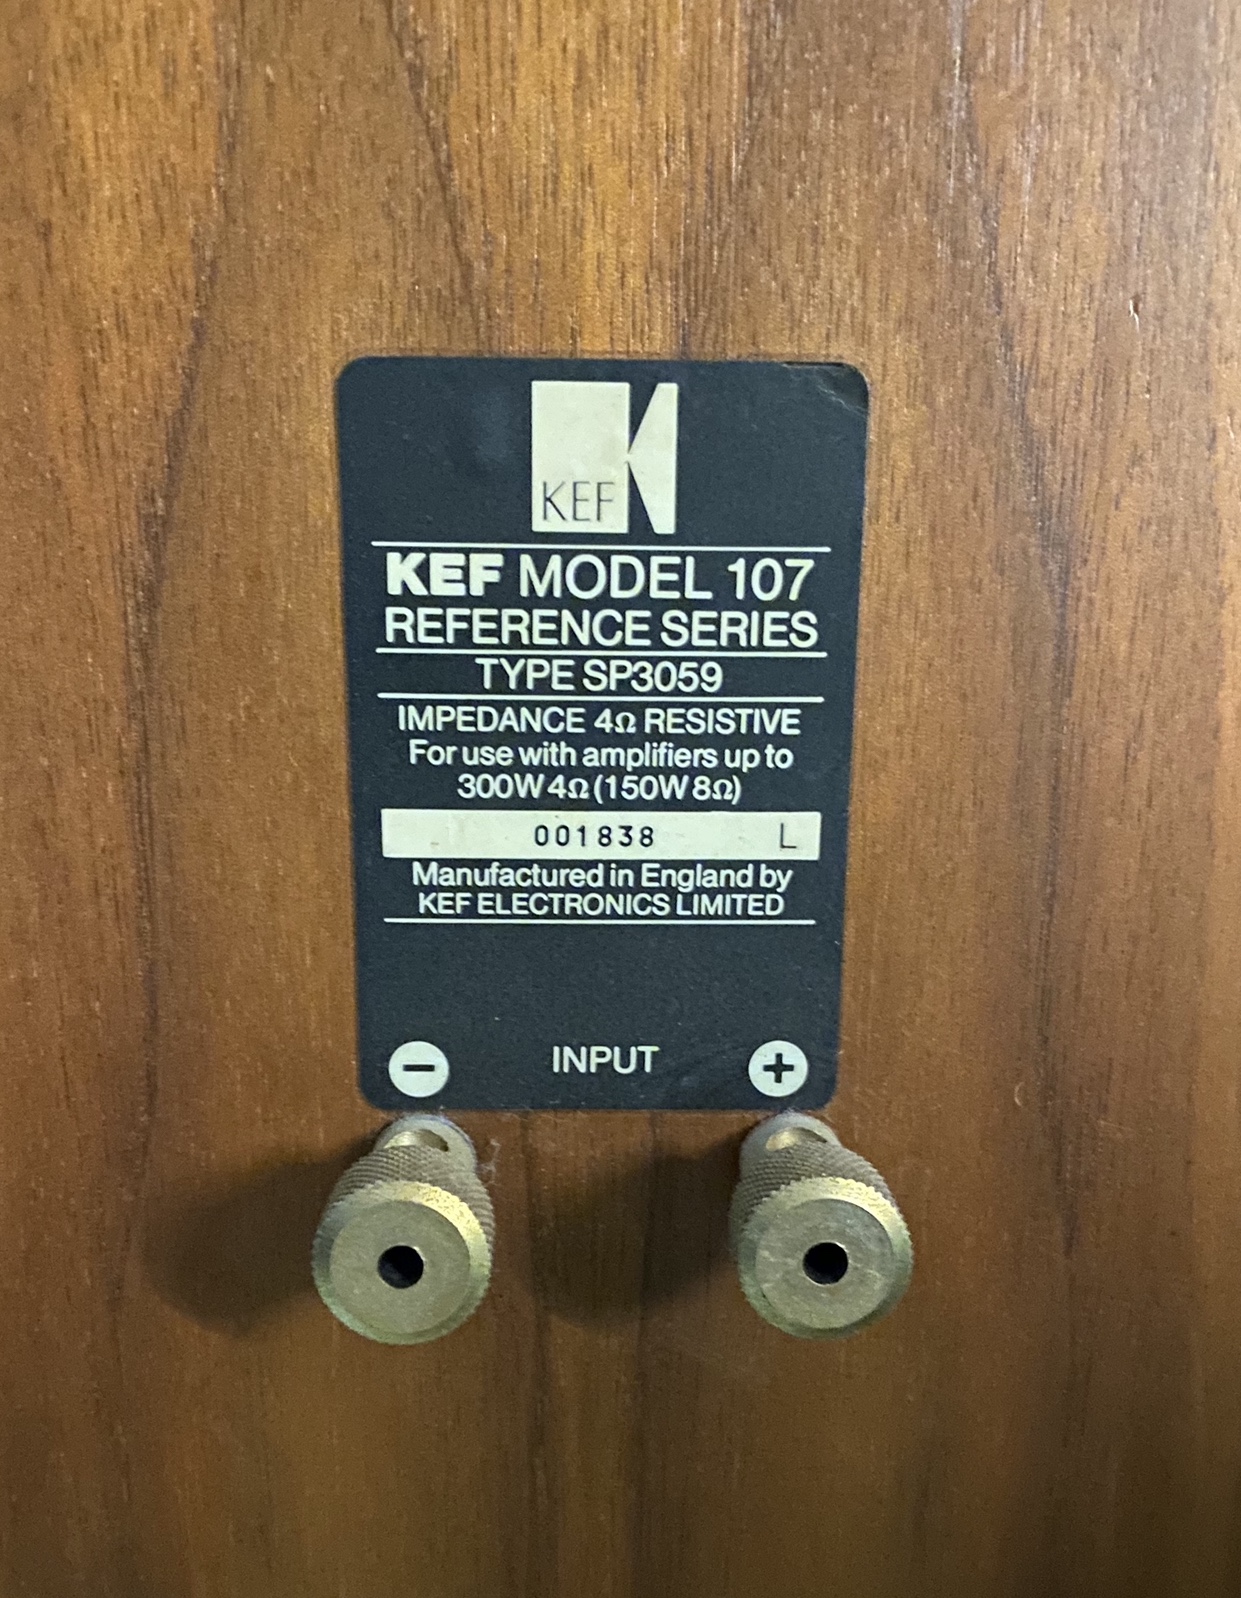 KEF
KEF MODEL 107
REFERENCE SERIES
TYPE SP3059
IMPEDANCE 4Ω RESISTIVE
For use with amplifiers up to
300W 4Ω (150W 8Ω)
001838 L
Manufactured in England by
KEF ELECTRONICS LIMITED
− INPUT +